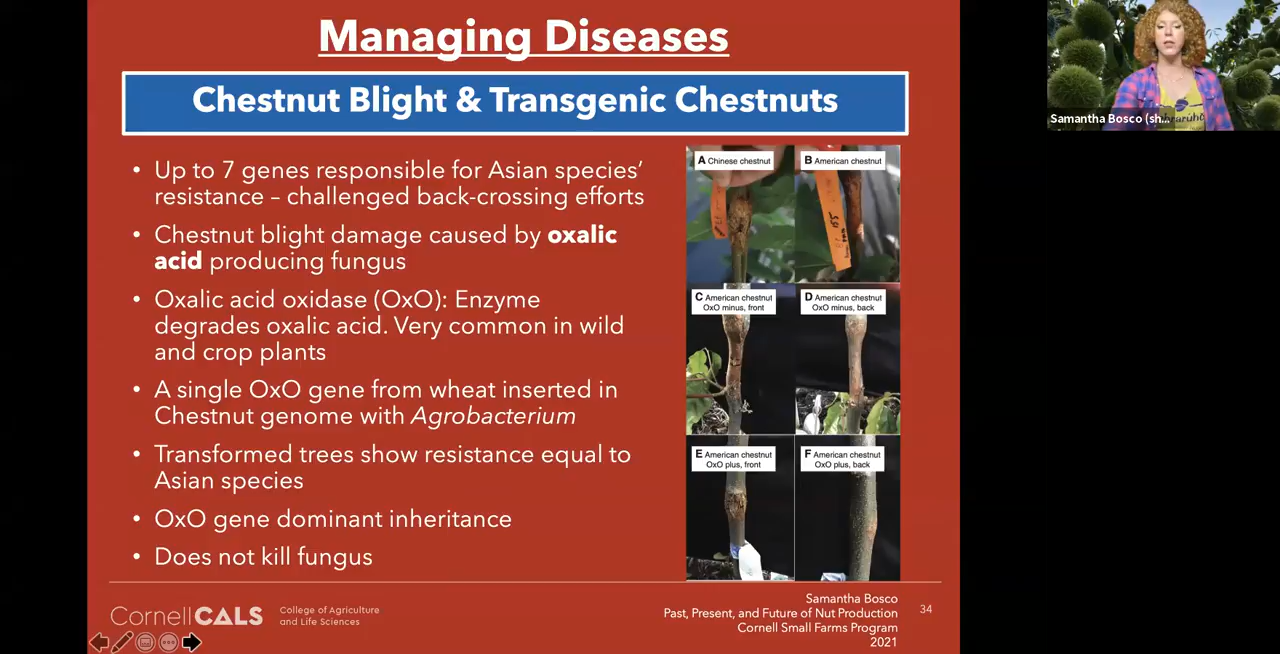 Managing Diseases
Chestnut Blight & Transgenic Chestnuts
• Up to 7 genes responsible for Asian species'
resistance – challenged back-crossing efforts
• Chestnut blight damage caused by oxalic
acid producing fungus
• Oxalic acid oxidase (OxO): Enzyme
degrades oxalic acid. Very common in wild
and crop plants
• A single OxO gene from wheat inserted in
Chestnut genome with Agrobacterium
• Transformed trees show resistance equal to
Asian species
• OxO gene dominant inheritance
• Does not kill fungus
A Chinese chestnut
B American chestnut
C American chestnut
OxO minus, front
D American chestnut
OxO minus, back
E American chestnut
OxO plus, front
F American chestnut
OxO plus, back
CornellCALS
College of Agriculture
and Life Sciences
Samantha Bosco
Past, Present, and Future of Nut Production
Cornell Small Farms Program
2021
34
Samantha Bosco (sh...